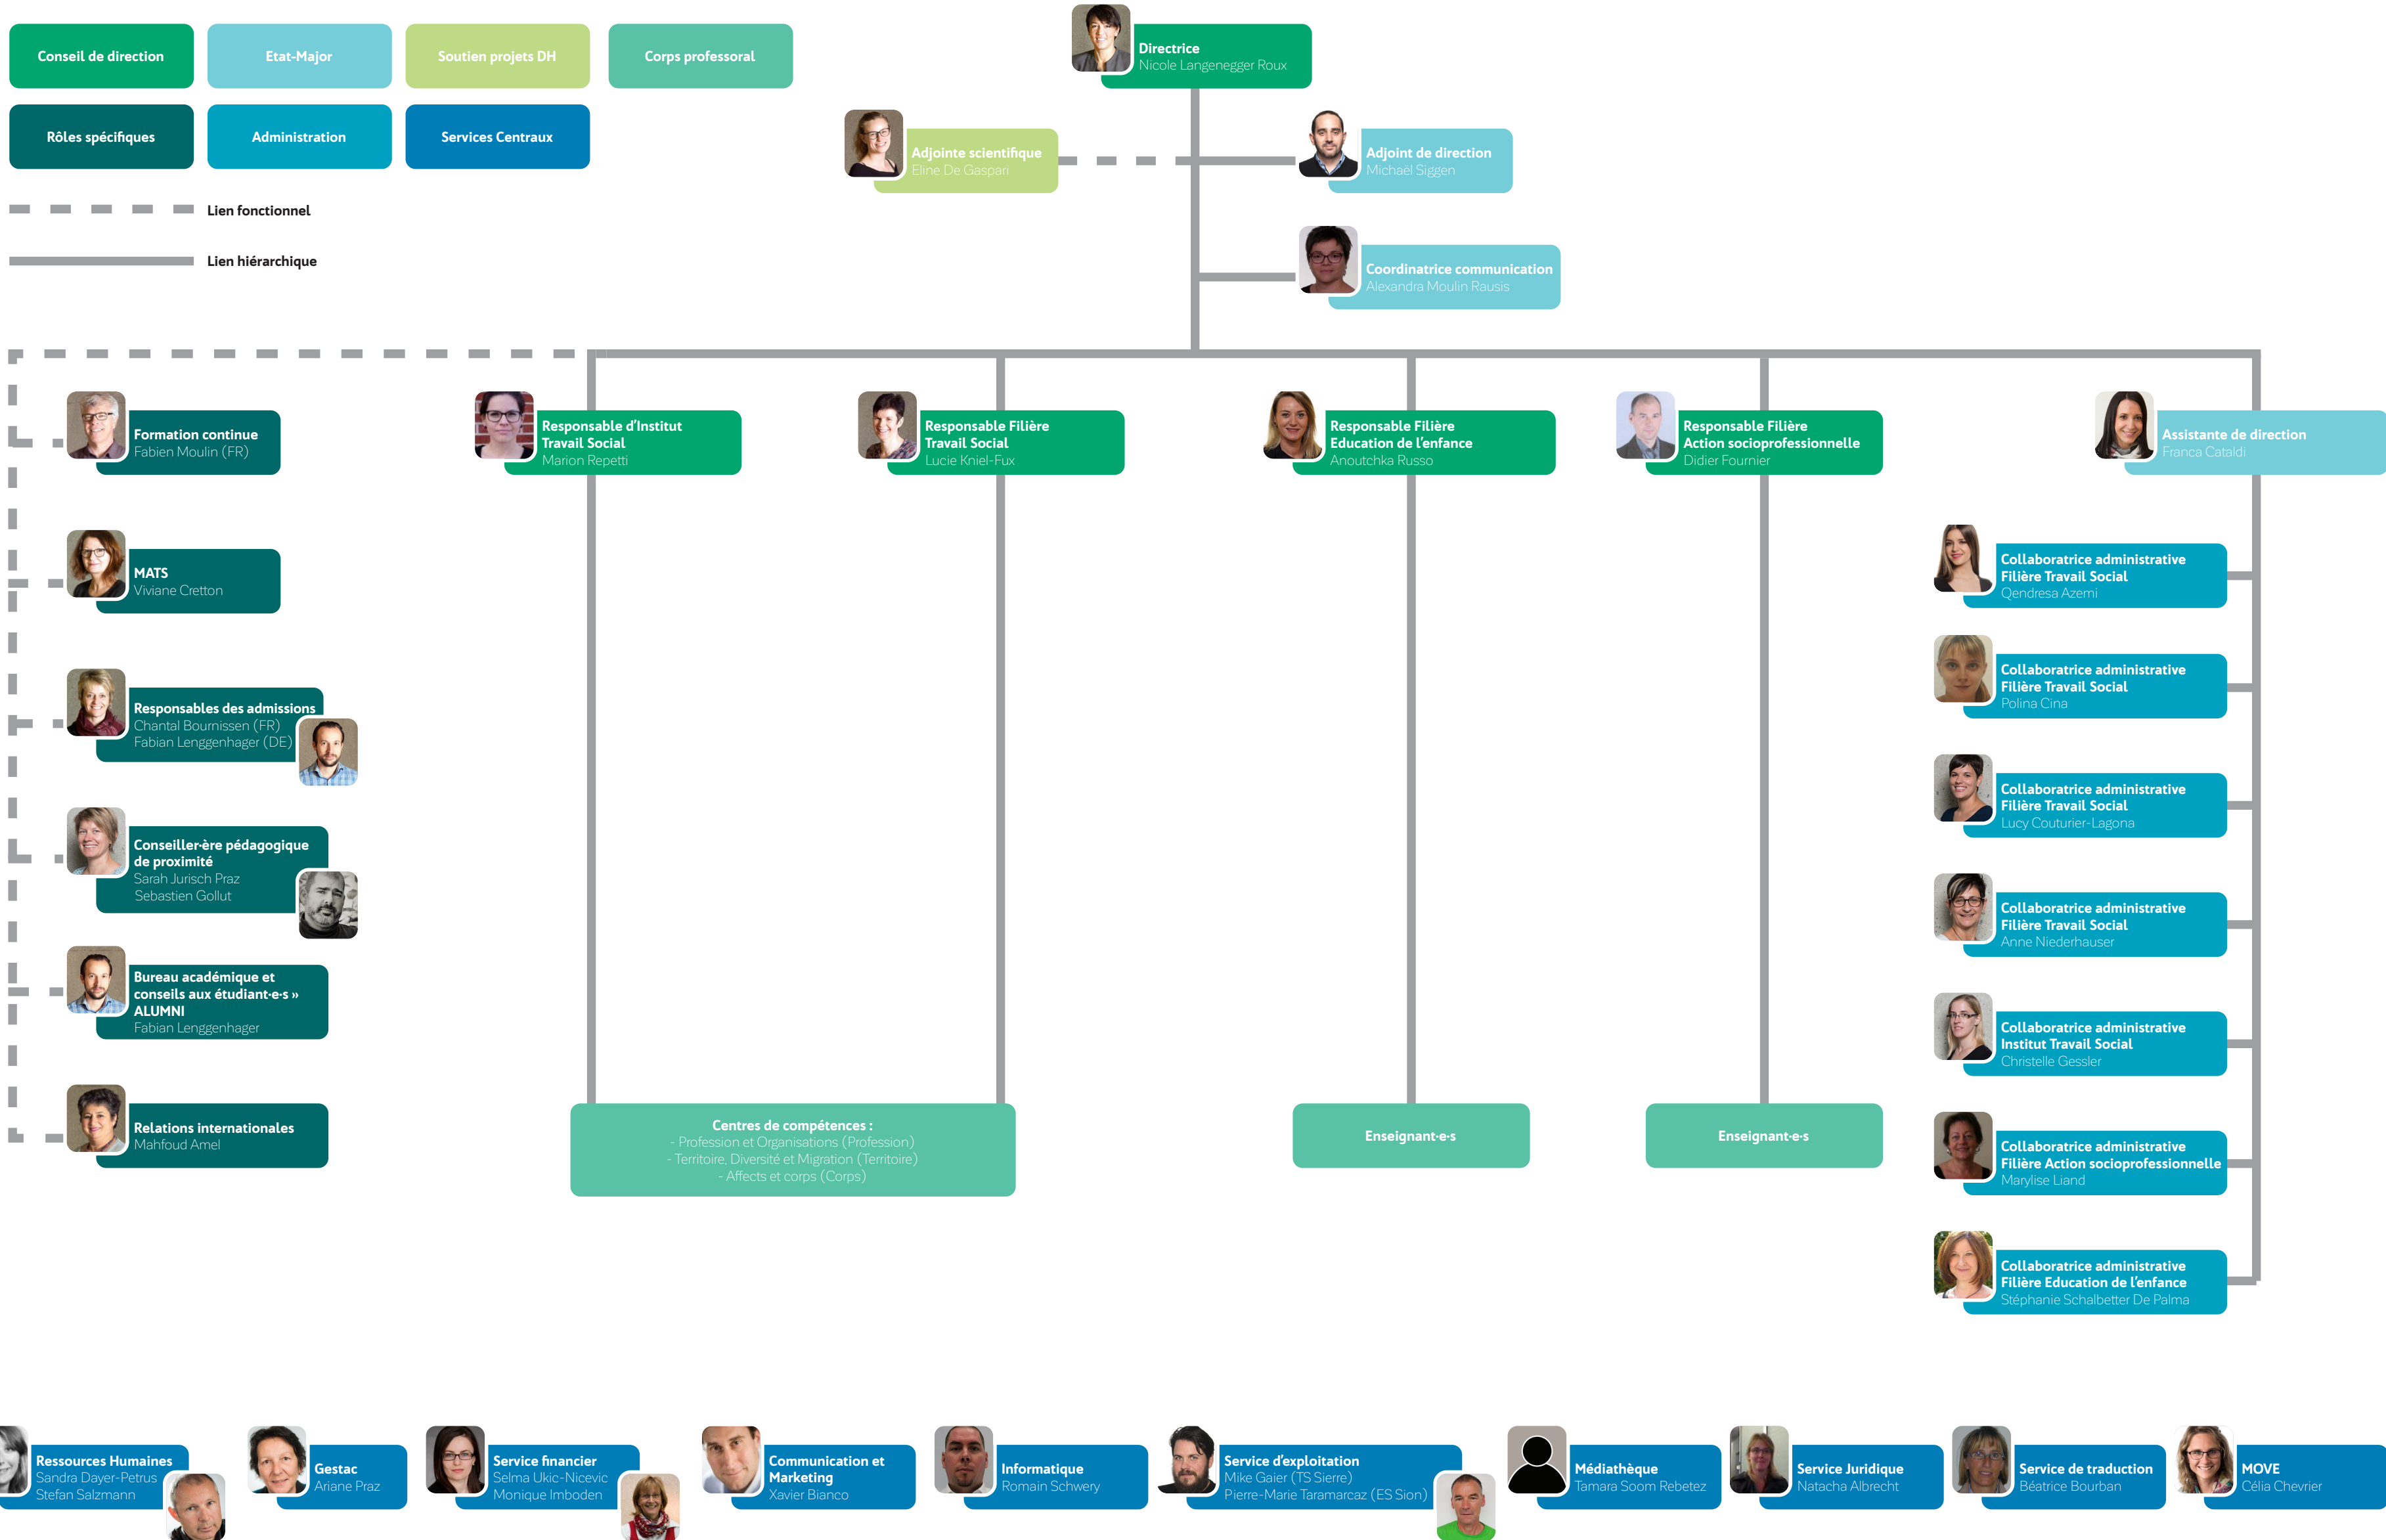 Conseil de direction
Etat-Major
Soutien projets DH
Corps professoral
Rôles spécifiques
Administration
Services Centraux
Lien fonctionnel
Lien hiérarchique
Directrice
Nicole Langenegger Roux
Adjointe scientifique
Eline De Gaspari
Adjoint de direction
Michaël Siggen
Coordinatrice communication
Alexandra Moulin Rausis
Formation continue
Fabien Moulin (FR)
MATS
Viviane Cretton
Responsables des admissions
Chantal Bournissen (FR)
Fabian Lenggenhager (DE)
Conseiller·ère pédagogique
de proximité
Sarah Jurisch Praz
Sebastien Gollut
Bureau académique et
conseils aux étudiant·e·s »
ALUMNI
Fabian Lenggenhager
Relations internationales
Mahfoud Amel
Responsable d'Institut
Travail Social
Marion Repetti
Responsable Filière
Travail Social
Lucie Kniel-Fux
Centres de compétences :
- Profession et Organisations (Profession)
- Territoire, Diversité et Migration (Territoire)
- Affects et corps (Corps)
Responsable Filière
Education de l'enfance
Anoutchka Russo
Enseignant·e·s
Responsable Filière
Action socioprofessionnelle
Didier Fournier
Enseignant·e·s
Assistante de direction
Franca Cataldi
Collaboratrice administrative
Filière Travail Social
Qendresa Azemi
Collaboratrice administrative
Filière Travail Social
Polina Cina
Collaboratrice administrative
Filière Travail Social
Lucy Couturier-Lagona
Collaboratrice administrative
Filière Travail Social
Anne Niederhauser
Collaboratrice administrative
Institut Travail Social
Christelle Gessler
Collaboratrice administrative
Filière Action socioprofessionnelle
Marylise Liand
Collaboratrice administrative
Filière Education de l'enfance
Stéphanie Schalbetter De Palma
Ressources Humaines
Sandra Dayer-Petrus
Stefan Salzmann
Gestac
Ariane Praz
Service financier
Selma Ukic-Nicevic
Monique Imboden
Communication et
Marketing
Xavier Bianco
Informatique
Romain Schwery
Service d'exploitation
Mike Gaier (TS Sierre)
Pierre-Marie Taramarcaz (ES Sion)
Médiathèque
Tamara Soom Rebetez
Service Juridique
Natacha Albrecht
Service de traduction
Béatrice Bourban
MOVE
Célia Chevrier